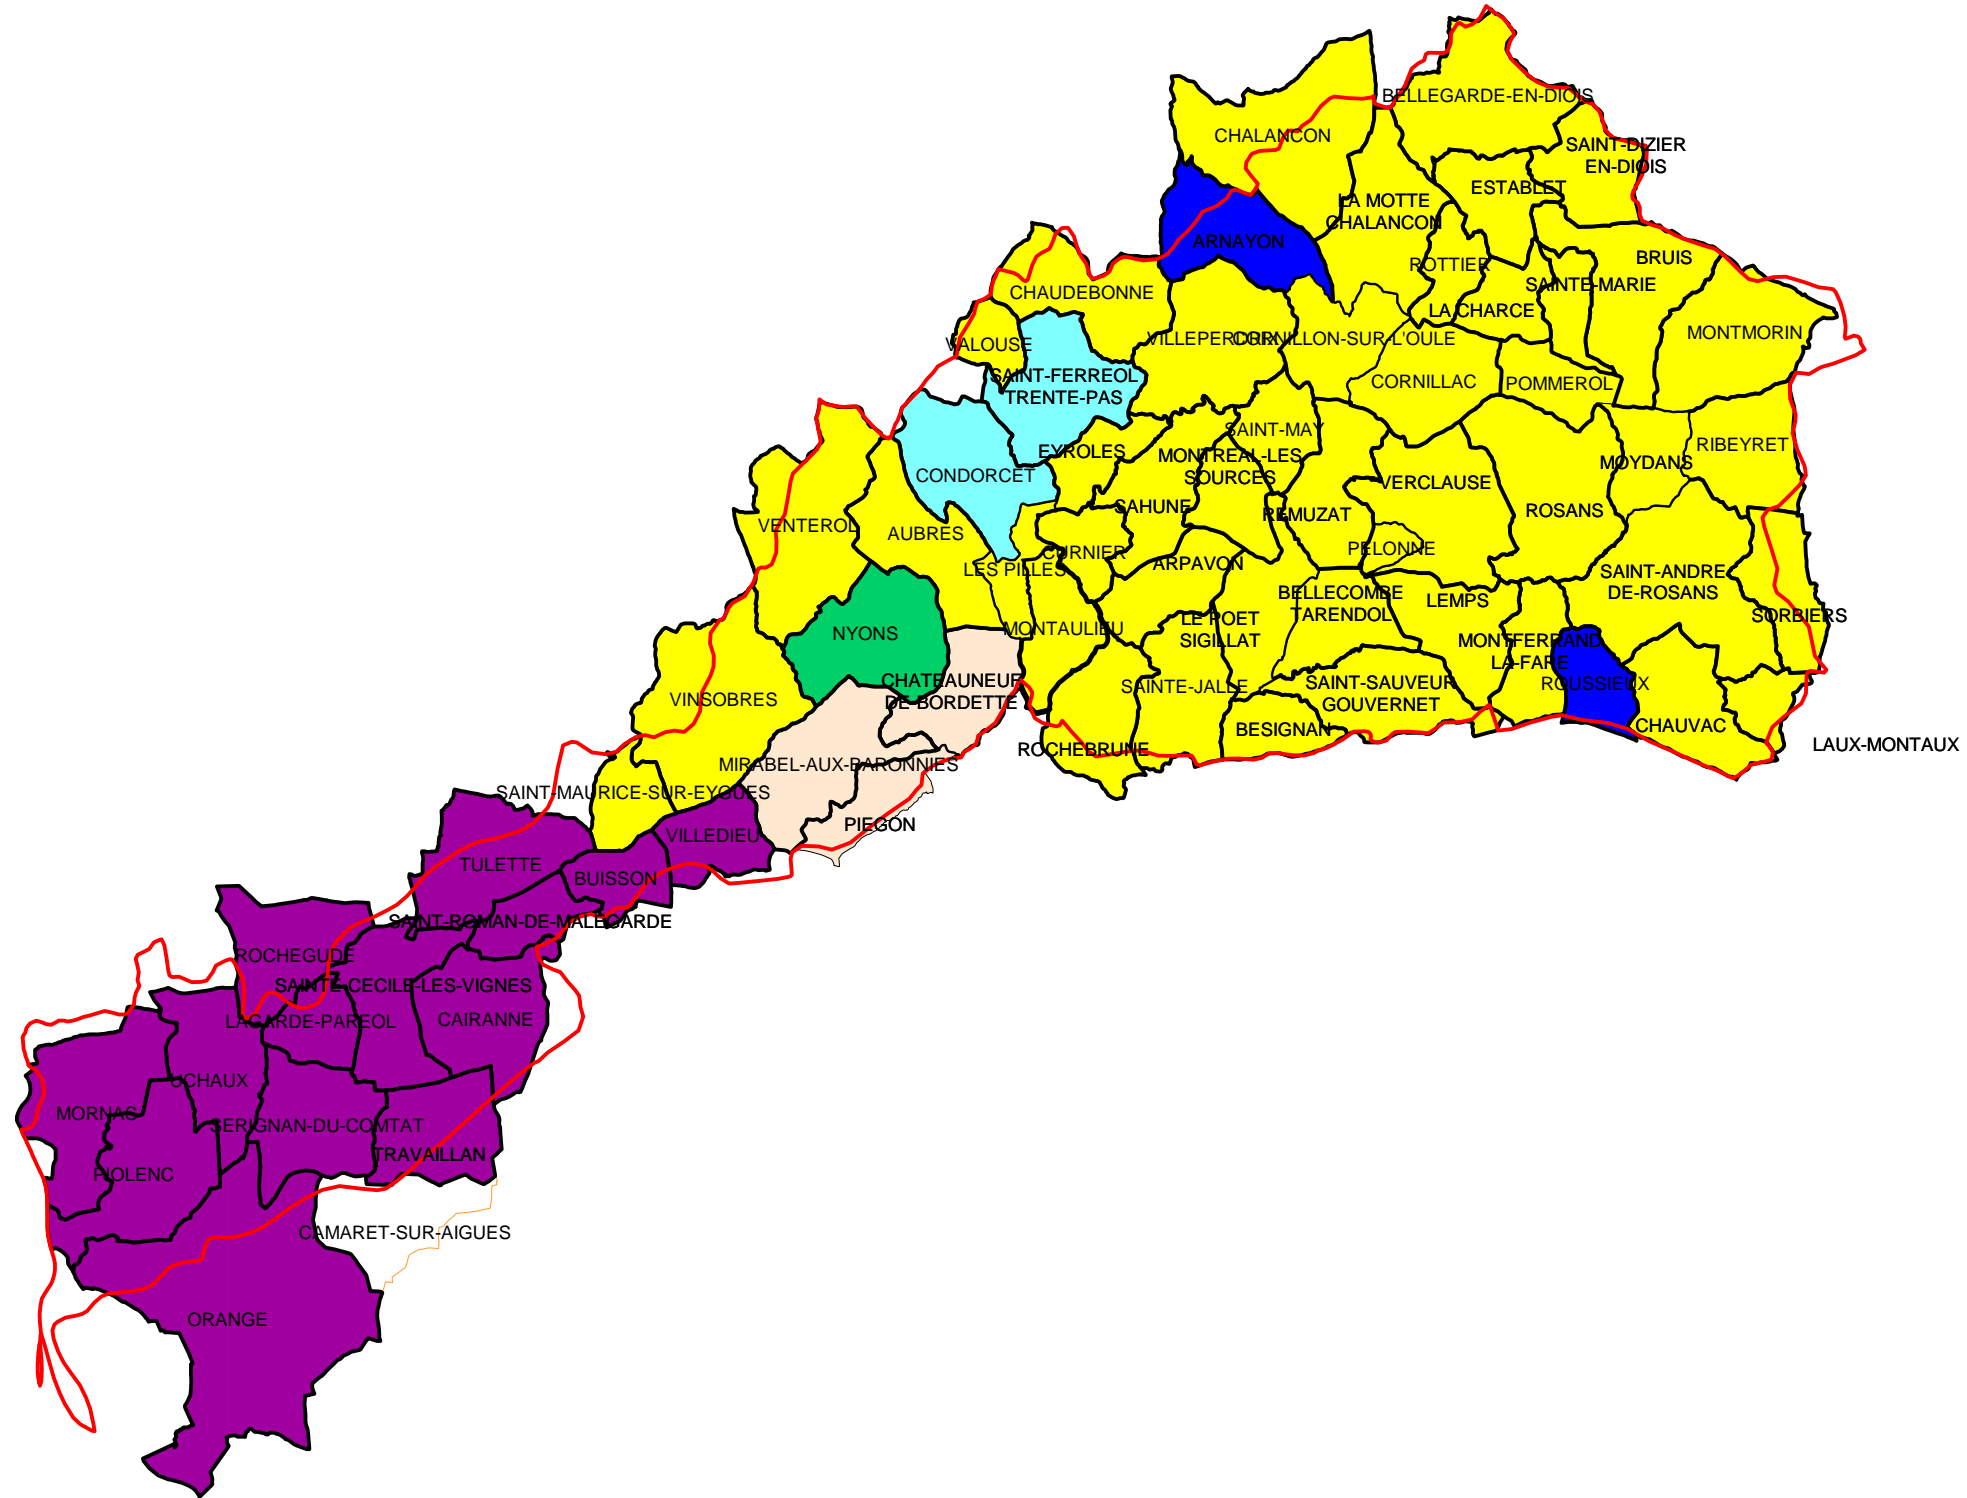 BELLEGARDE-EN-DIOIS
CHALANCON
SAINT-DIZIER
EN-DIOIS
ESTABLET
LA MOTTE
CHALANCON
ARNAYON
ROTTIER
BRUIS
SAINTE-MARIE
CHAUDEBONNE
LA CHARCE
MONTMORIN
VALOUSE
VILLEPERDRIX
CORNILLON-SUR-L'OULE
SAINT-FERREOL
TRENTE-PAS
CORNILLAC
POMMEROL
SAINT-MAY
RIBEYRET
EYROLES
MONTREAL-LES
SOURCES
MOYDANS
CONDORCET
VERCLAUSE
SAHUNE
REMUZAT
ROSANS
VENTEROL
AUBRES
CURNIER
PELONNE
LES PILLES
ARPAVON
SAINT-ANDRE
DE-ROSANS
BELLECOMBE
TARENDOL
LEMPS
SORBIERS
NYONS
MONTAULIEU
LE POET
SIGILLAT
MONTFERRAND
LA-FARE
CHATEAUNEUF
DE-BORDETTE
SAINTE-JALLE
SAINT-SAUVEUR
GOUVERNET
ROUSSIEUX
VINSOBRES
BESIGNAN
CHAUVAC
ROCHEBRUNE
LAUX-MONTAUX
MIRABEL-AUX-BARONNIES
SAINT-MAURICE-SUR-EYGUES
PIEGON
VILLEDIEU
TULETTE
BUISSON
SAINT-ROMAN-DE-MALEGARDE
ROCHEGUDE
SAINTE-CECILE-LES-VIGNES
LAGARDE-PAREOL
CAIRANNE
UCHAUX
MORNAS
SERIGNAN-DU-COMTAT
TRAVAILLAN
PIOLENC
CAMARET-SUR-AIGUES
ORANGE